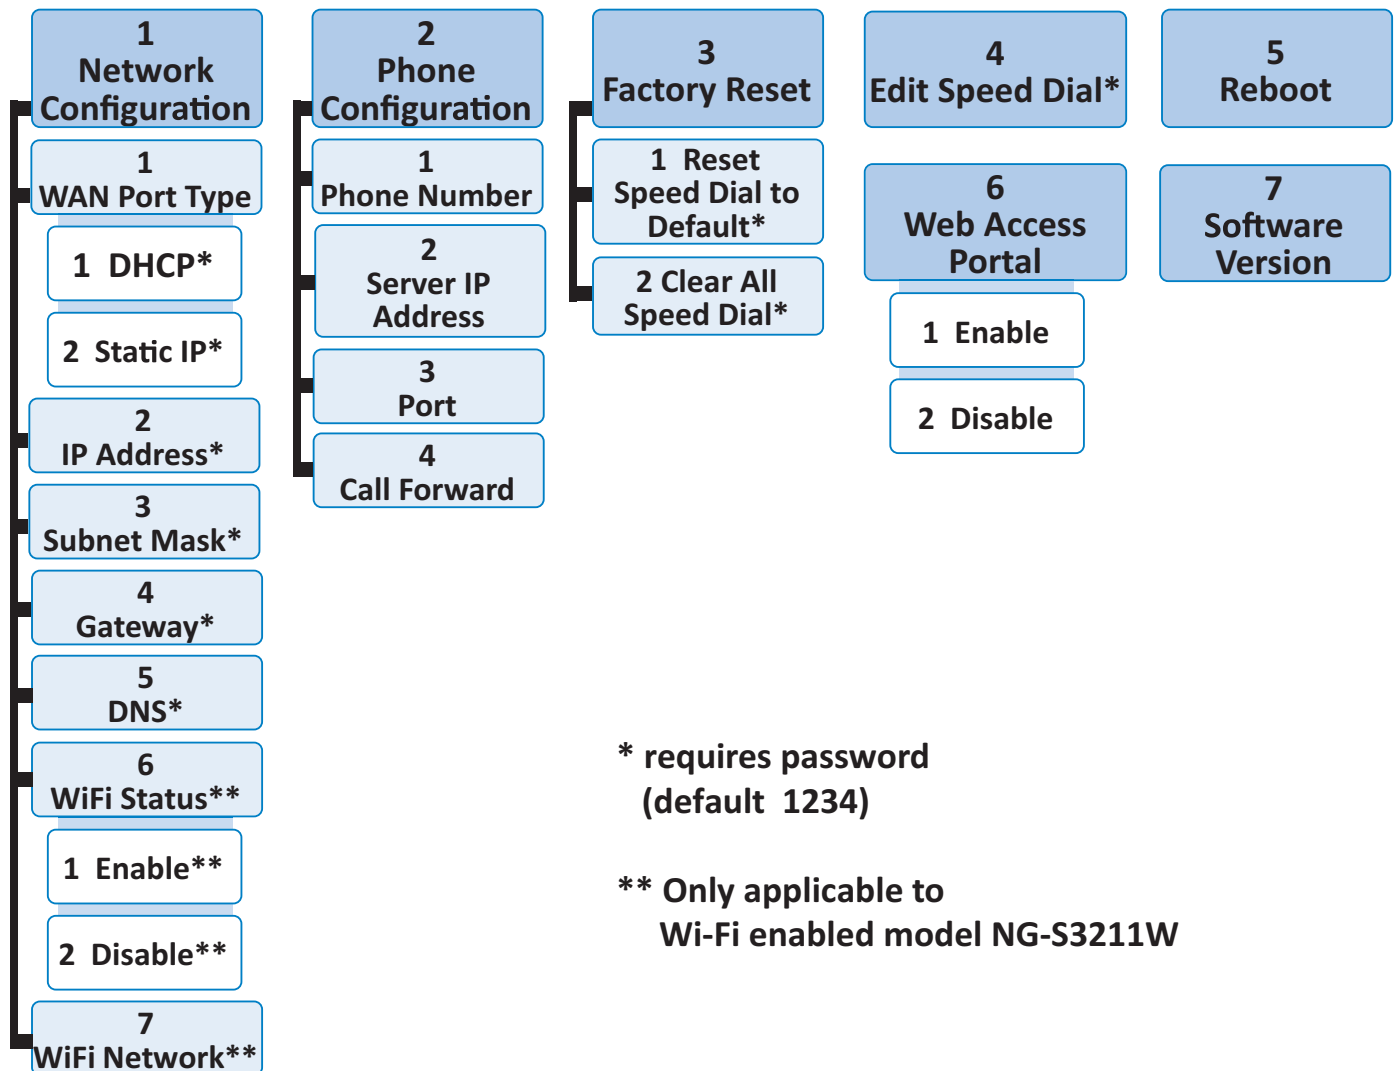 1
Network
Configuration
1
WAN Port Type
1 DHCP*
2 Static IP*
2
IP Address*
3
Subnet Mask*
4
Gateway*
5
DNS*
6
WiFi Status**
1 Enable**
2 Disable**
7
WiFi Network**
2
Phone
Configuration
1
Phone Number
2
Server IP
Address
3
Port
4
Call Forward
3
Factory Reset
1 Reset
Speed Dial to
Default*
2 Clear All
Speed Dial*
4
Edit Speed Dial*
5
Reboot
6
Web Access
Portal
1 Enable
2 Disable
7
Software
Version
* requires password
(default 1234)
** Only applicable to
Wi-Fi enabled model NG-S3211W